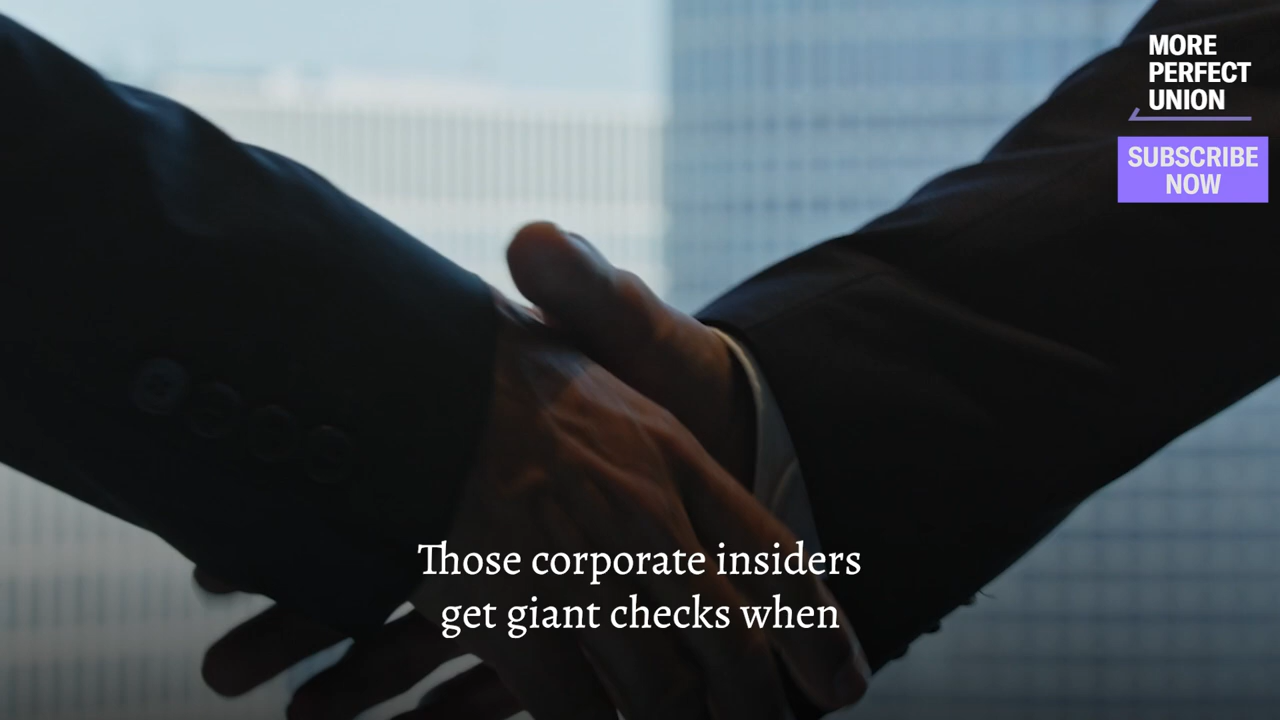 MORE
PERFECT
UNION
SUBSCRIBE
NOW
Those corporate insiders
get giant checks when